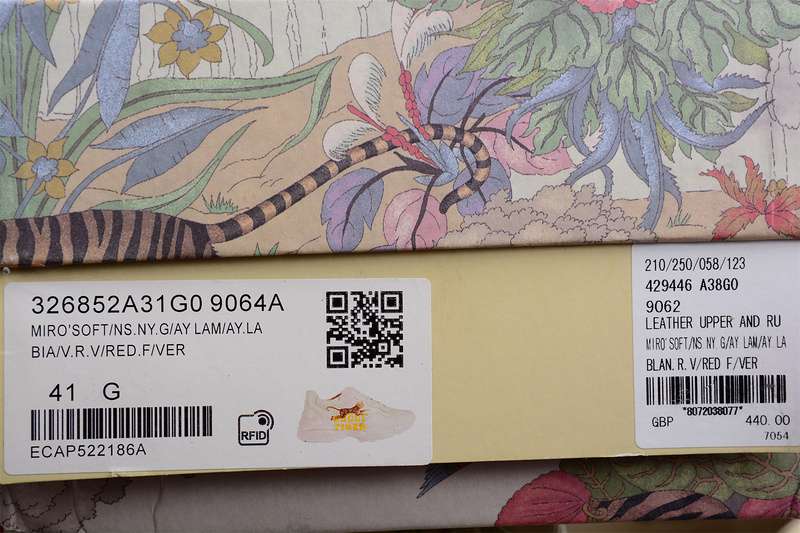 326852A31G0 9064A
MIRO'SOFT/NS.NY.G/AY LAM/AY.LA
BIA/V.R.V/RED.F/VER
41 G
ECAP522186A
RFID
TIGER
210/250/058/123
429446 A38G0
9062
LEATHER UPPER AND RU
MIRO'SOFT/NS NY G/AY LAM/AY LA
BLAN. R. V/RED F/VER
*8072038077*
GBP 440. 00
7054